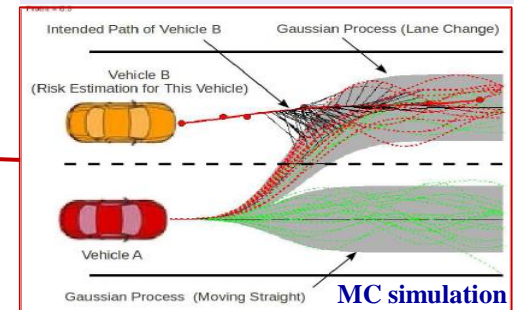 Intended Path of Vehicle B
Gaussian Process (Lane Change)
Vehicle B
(Risk Estimation for This Vehicle)
Vehicle A
Gaussian Process (Moving Straight)
MC simulation